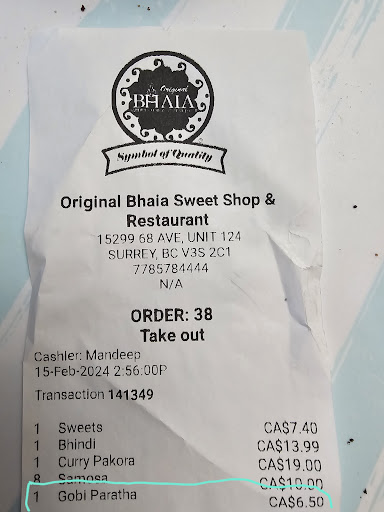 Original
BHAIA
Symbol of Quality
Original Bhaia Sweet Shop &
Restaurant
15299 68 AVE, UNIT 124
SURREY, BC V3S 2C1
7785784444
N/A
ORDER: 38
Take out
Cashier: Mandeep
15-Feb-2024 2:56:00P
Transaction 141349
1 Sweets CA$7.40
1 Bhindi CA$13.99
1 Curry Pakora CA$19.00
8 Samosa CA$10.00
1 Gobi Paratha CA$6.50